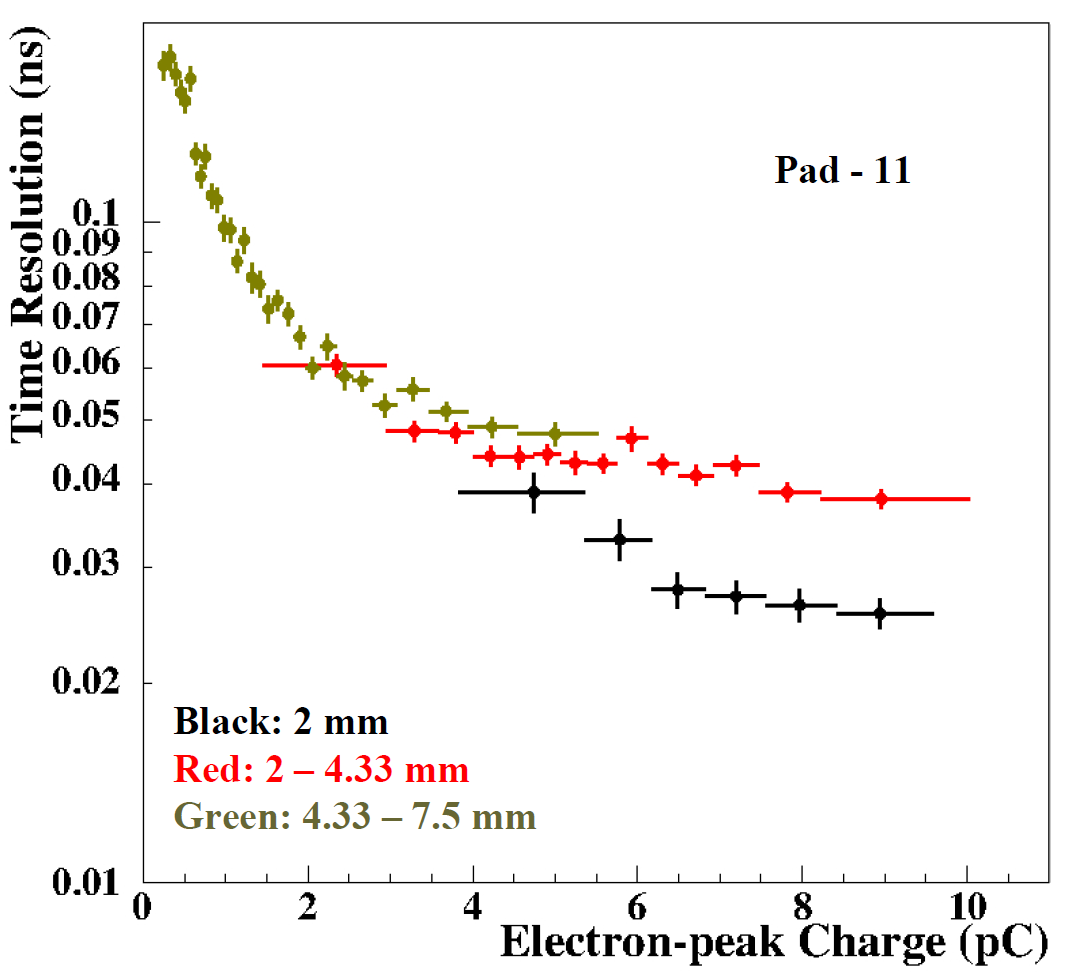 Time Resolution (ns)
Pad - 11
0.1
0.09
0.08
0.07
0.06
0.05
0.04
0.03
0.02
0.01
Black: 2 mm
Red: 2 – 4.33 mm
Green: 4.33 – 7.5 mm
0 2 4 6 8 10
Electron-peak Charge (pC)